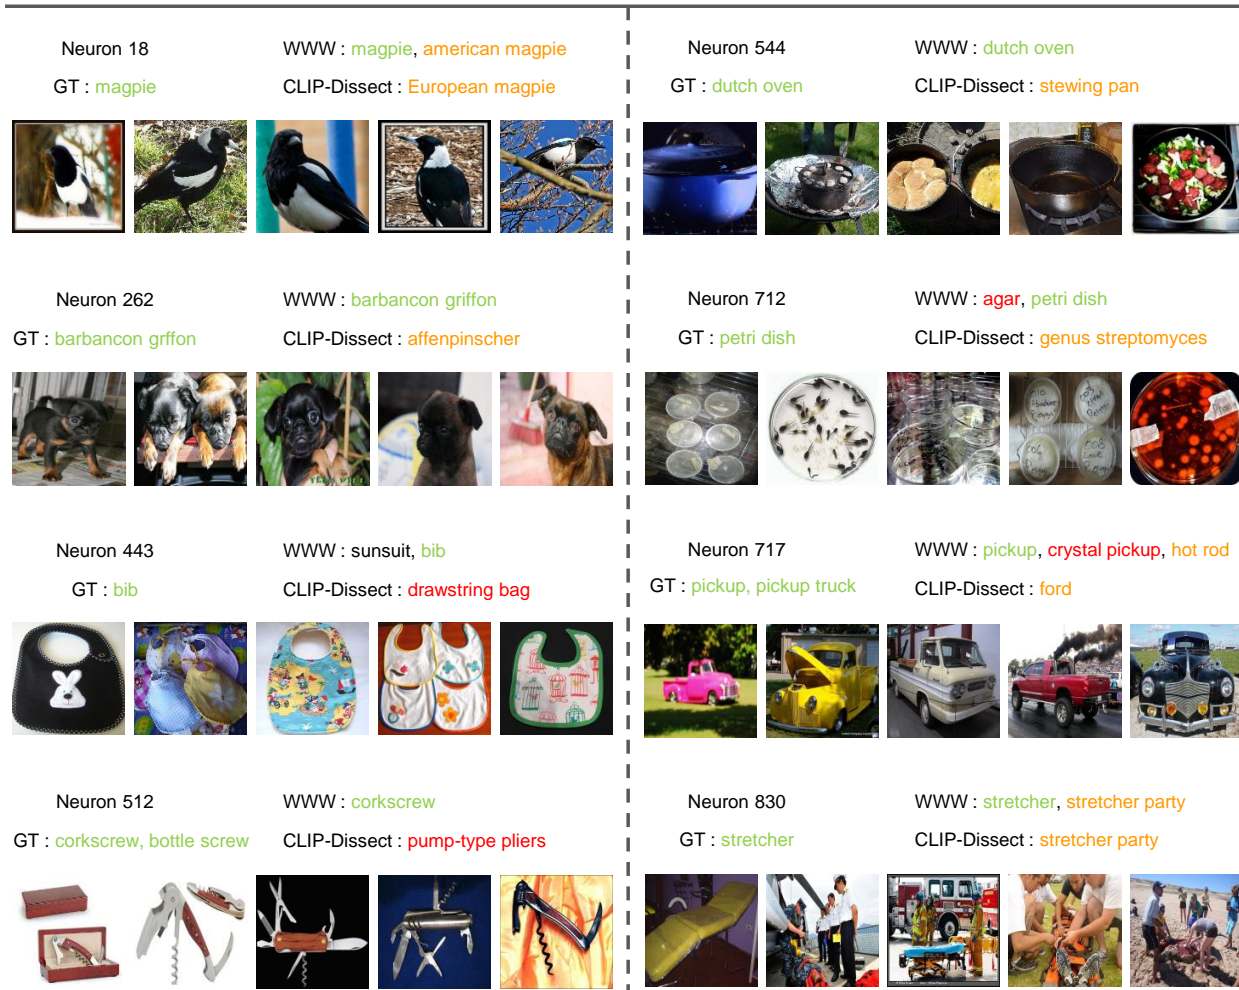 Neuron 18
WWW : magpie, american magpie
GT : magpie
CLIP-Dissect : European magpie
Neuron 262
WWW : barbancon griffon
GT : barbancon grffon
CLIP-Dissect : affenpinscher
Neuron 443
WWW : sunsuit, bib
GT : bib
CLIP-Dissect : drawstring bag
Neuron 512
WWW : corkscrew
GT : corkscrew, bottle screw
CLIP-Dissect : pump-type pliers
Neuron 544
WWW : dutch oven
GT : dutch oven
CLIP-Dissect : stewing pan
Neuron 712
WWW : agar, petri dish
GT : petri dish
CLIP-Dissect : genus streptomyces
Neuron 717
WWW : pickup, crystal pickup, hot rod
GT : pickup, pickup truck
CLIP-Dissect : ford
Neuron 830
WWW : stretcher, stretcher party
GT : stretcher
CLIP-Dissect : stretcher party